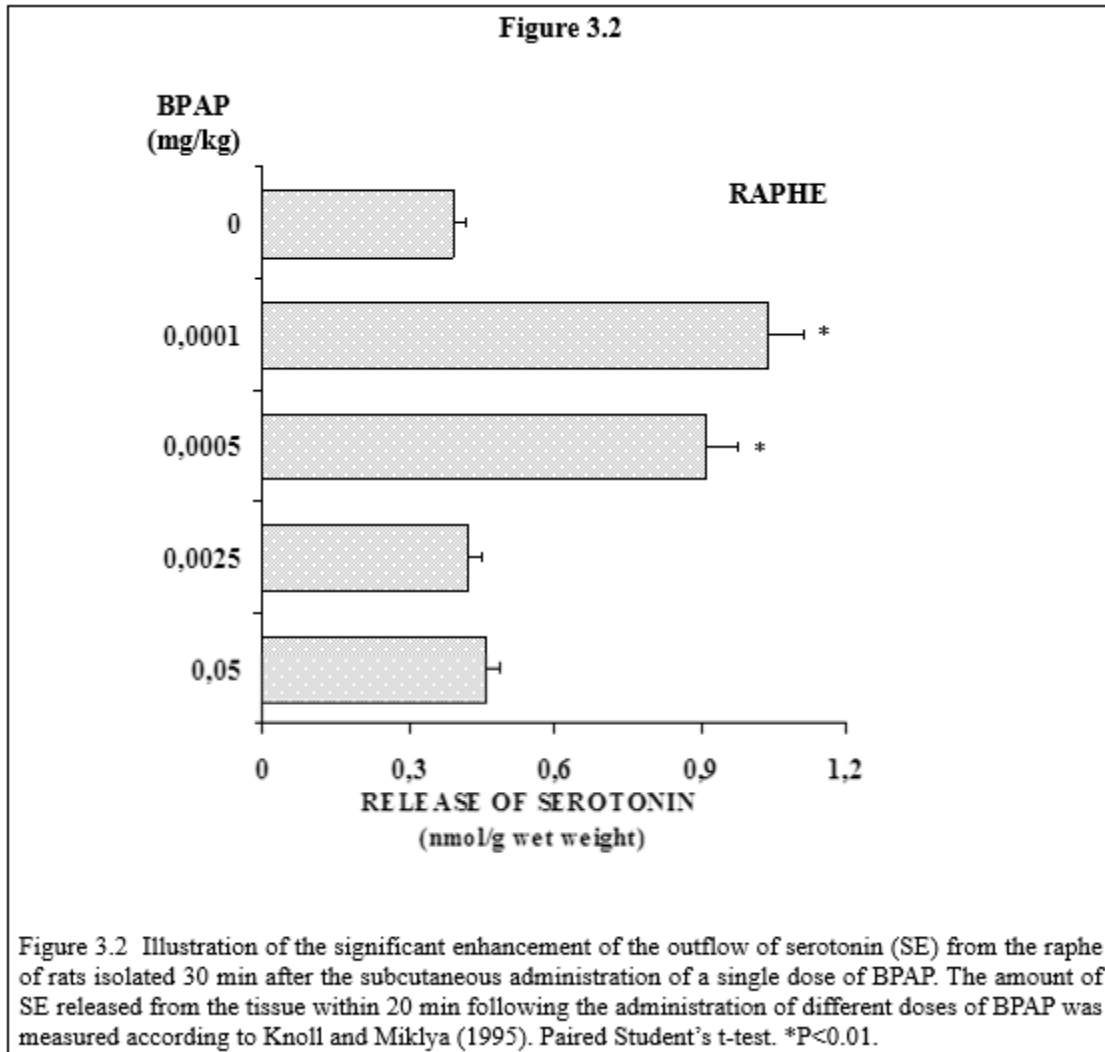 Figure 3.2
BPAP
(mg/kg)
RAPHE
0
0,0001
*
0,0005
*
0,0025
0,05
0 0,3 0,6 0,9 1,2
RELEASE OF SEROTONIN
(nmol/g wet weight)
Figure 3.2 Illustration of the significant enhancement of the outflow of serotonin (SE) from the raphe
of rats isolated 30 min after the subcutaneous administration of a single dose of BPAP. The amount of
SE released from the tissue within 20 min following the administration of different doses of BPAP was
measured according to Knoll and Miklya (1995). Paired Student’s t-test. *P<0.01.